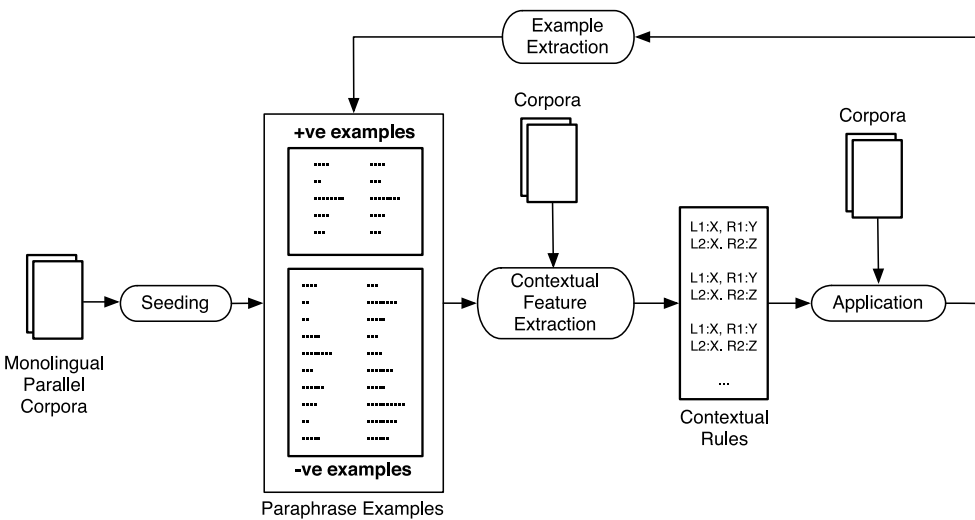 Example
Extraction
+ve examples
Corpora
Corpora
Monolingual
Parallel
Corpora
Seeding
-ve examples
Paraphrase Examples
Contextual
Feature
Extraction
L1:X, R1:Y
L2:X. R2:Z
L1:X, R1:Y
L2:X. R2:Z
L1:X, R1:Y
L2:X. R2:Z
...
Contextual
Rules
Application